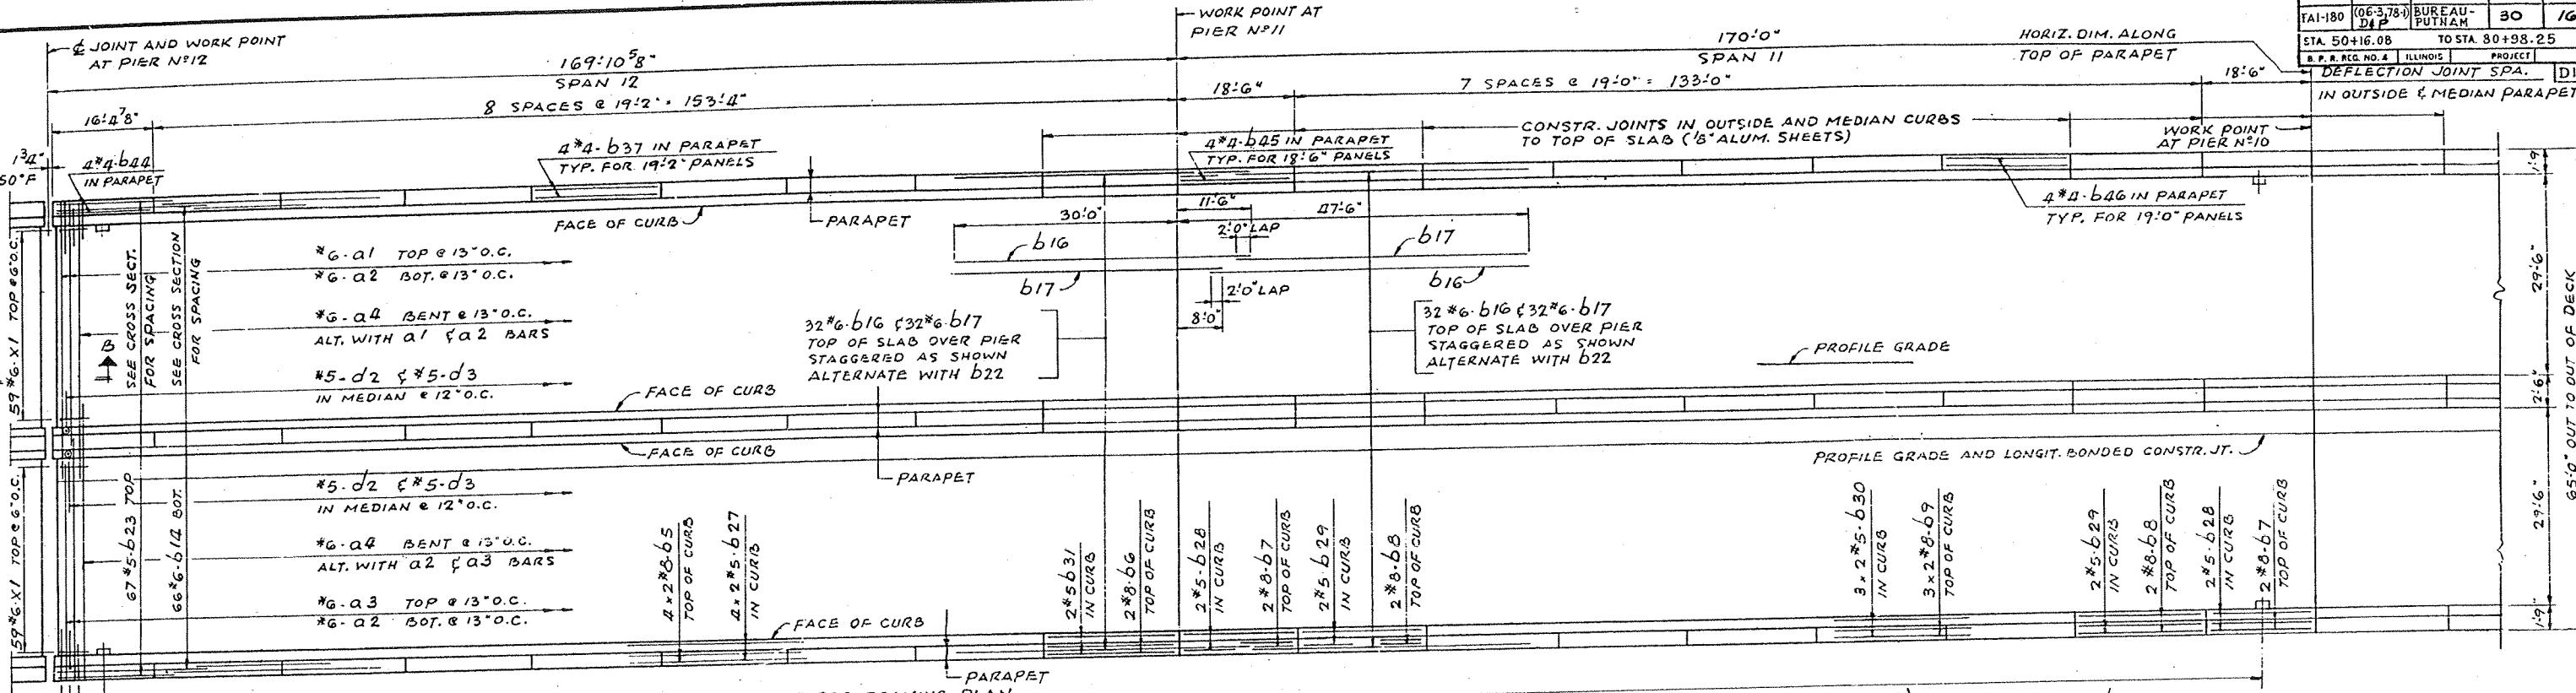 WORK POINT AT
PIER Nº11
℄ JOINT AND WORK POINT
AT PIER Nº12
169'-10 5/8"
SPAN 12
8 SPACES @ 19'-2" = 153'-4"
170'-0"
SPAN 11
HORIZ. DIM. ALONG
TOP OF PARAPET
FAI-180
(06-3,78-1)
D&P
BUREAU-
PUTNAM
30
STA. 50+16.08 TO STA. 80+98.25
B. P. R. REG. NO. 4 ILLINOIS PROJECT
DEFLECTION JOINT SPA.
IN OUTSIDE & MEDIAN PARAPET
16'-4 7/8"
18'-6"
7 SPACES @ 19'-0" = 133'-0"
18'-6"
1 3/4"
50°F
4#4-b44
IN PARAPET
4#4-b37 IN PARAPET
TYP. FOR 19'-2" PANELS
4#4-b45 IN PARAPET
TYP. FOR 18'-6" PANELS
CONSTR. JOINTS IN OUTSIDE AND MEDIAN CURBS
TO TOP OF SLAB (1/8" ALUM. SHEETS)
WORK POINT
AT PIER Nº10
4#4-b46 IN PARAPET
TYP. FOR 19'-0" PANELS
FACE OF CURB
PARAPET
30'-0"
11'-6"
47'-6"
2'-0" LAP
b16
b17
b17
b16
2'-0" LAP
8'-0"
1'-9"
29'-6"
2'-6"
29'-6"
1'-9"
65'-0" OUT TO OUT OF DECK
59#6-X1 TOP @ 6" O.C.
SEE CROSS SECT.
FOR SPACING
SEE CROSS SECTION
FOR SPACING
B
#6-a1 TOP @ 13" O.C.
#6-a2 BOT. @ 13" O.C.
#6-a4 BENT @ 13" O.C.
ALT. WITH a1 & a2 BARS
#5-d2 & #5-d3
IN MEDIAN @ 12" O.C.
32#6-b16 & 32#6-b17
TOP OF SLAB OVER PIER
STAGGERED AS SHOWN
ALTERNATE WITH b22
32#6-b16 & 32#6-b17
TOP OF SLAB OVER PIER
STAGGERED AS SHOWN
ALTERNATE WITH b22
PROFILE GRADE
FACE OF CURB
FACE OF CURB
PARAPET
PROFILE GRADE AND LONGIT. BONDED CONSTR. JT.
59#6-X1 TOP @ 6" O.C.
67#5-b23 TOP
66#6-b14 BOT.
#5-d2 & #5-d3
IN MEDIAN @ 12" O.C.
#6-a4 BENT @ 13" O.C.
ALT. WITH a2 & a3 BARS
#6-a3 TOP @ 13" O.C.
#6-a2 BOT. @ 13" O.C.
4x2#8-b5
TOP OF CURB
4x2#5-b27
IN CURB
FACE OF CURB
2#5b31
IN CURB
2#8-b6
TOP OF CURB
2#5-b28
IN CURB
2#8-b7
TOP OF CURB
2#5-b29
IN CURB
2#8-b8
TOP OF CURB
3x2#5-b30
IN CURB
3x2#8-b9
TOP OF CURB
2#5-b29
IN CURB
2#8-b8
TOP OF CURB
2#5-b28
IN CURB
2#8-b7
TOP OF CURB
PARAPET
PLAN